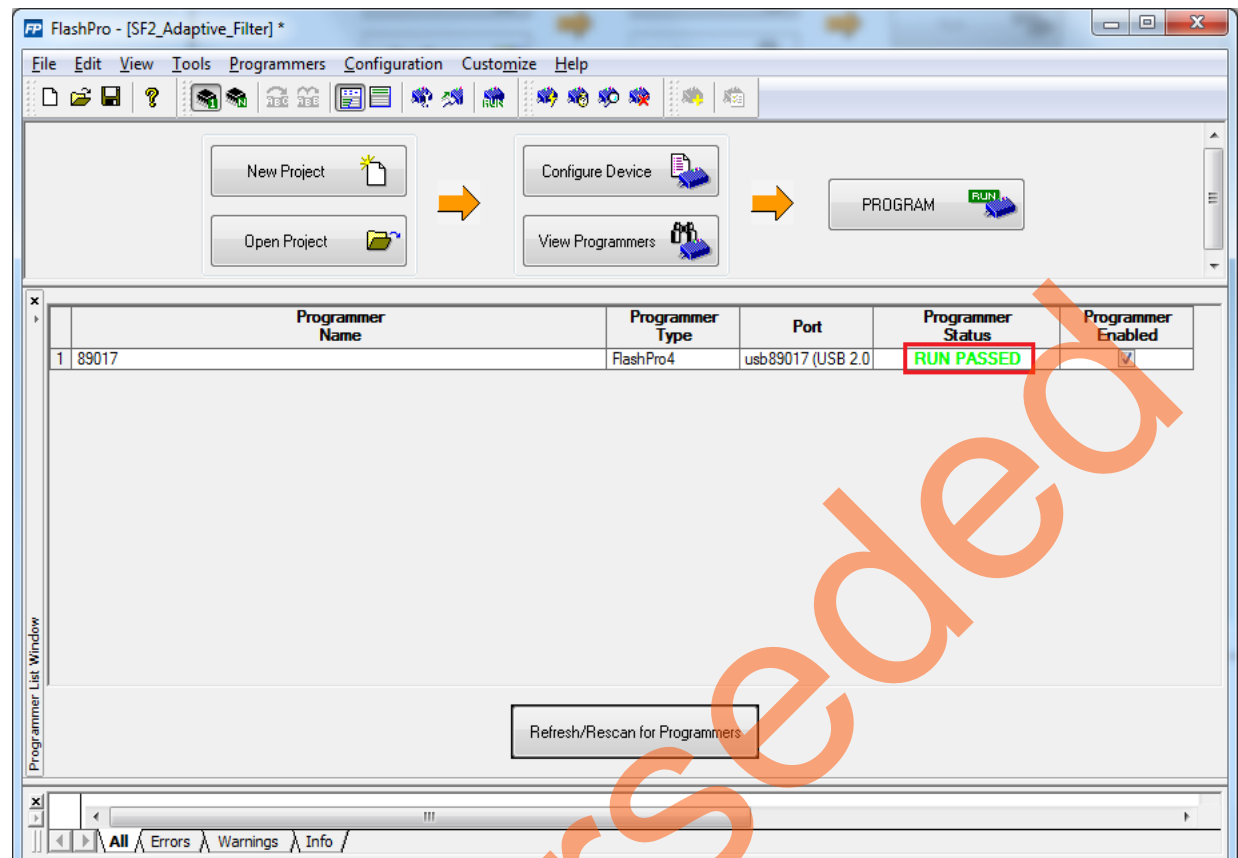 FP FlashPro - [SF2_Adaptive_Filter] *
File Edit View Tools Programmers Configuration Customize Help
New Project
Configure Device
PROGRAM
RUN
Open Project
View Programmers
Programmer Name
Programmer Type
Port
Programmer Status
Programmer Enabled
1 89017 FlashPro4 usb89017 (USB 2.0 RUN PASSED
Programmer List Window
Refresh/Rescan for Programmers
All Errors Warnings Info
erseded